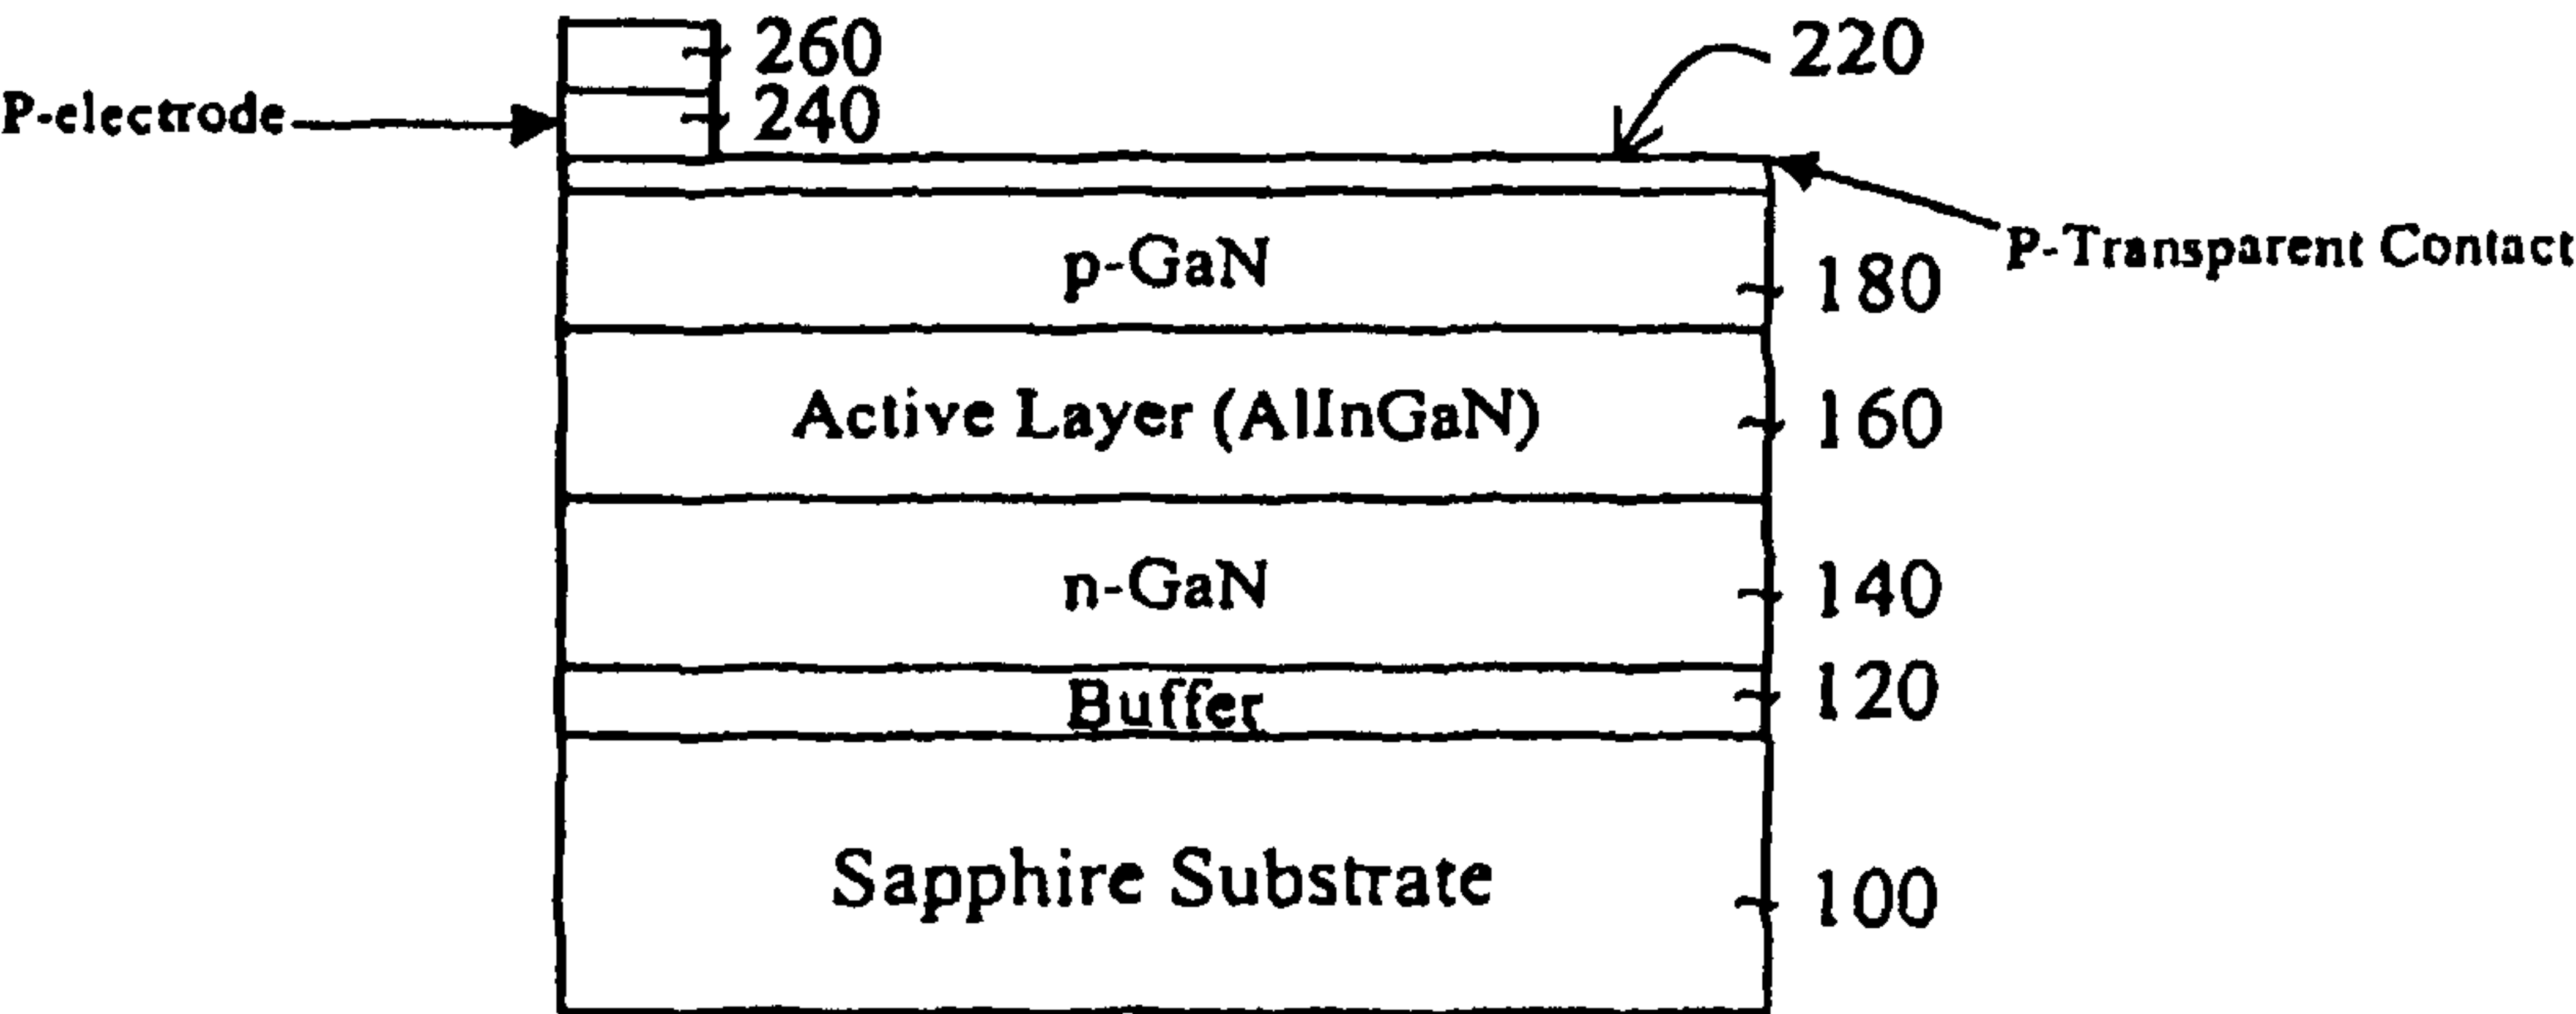 260
220
P-electrode
240
p-GaN
P-Transparent Contact
180
Active Layer (AlInGaN)
160
n-GaN
140
Buffer
120
Sapphire Substrate
100